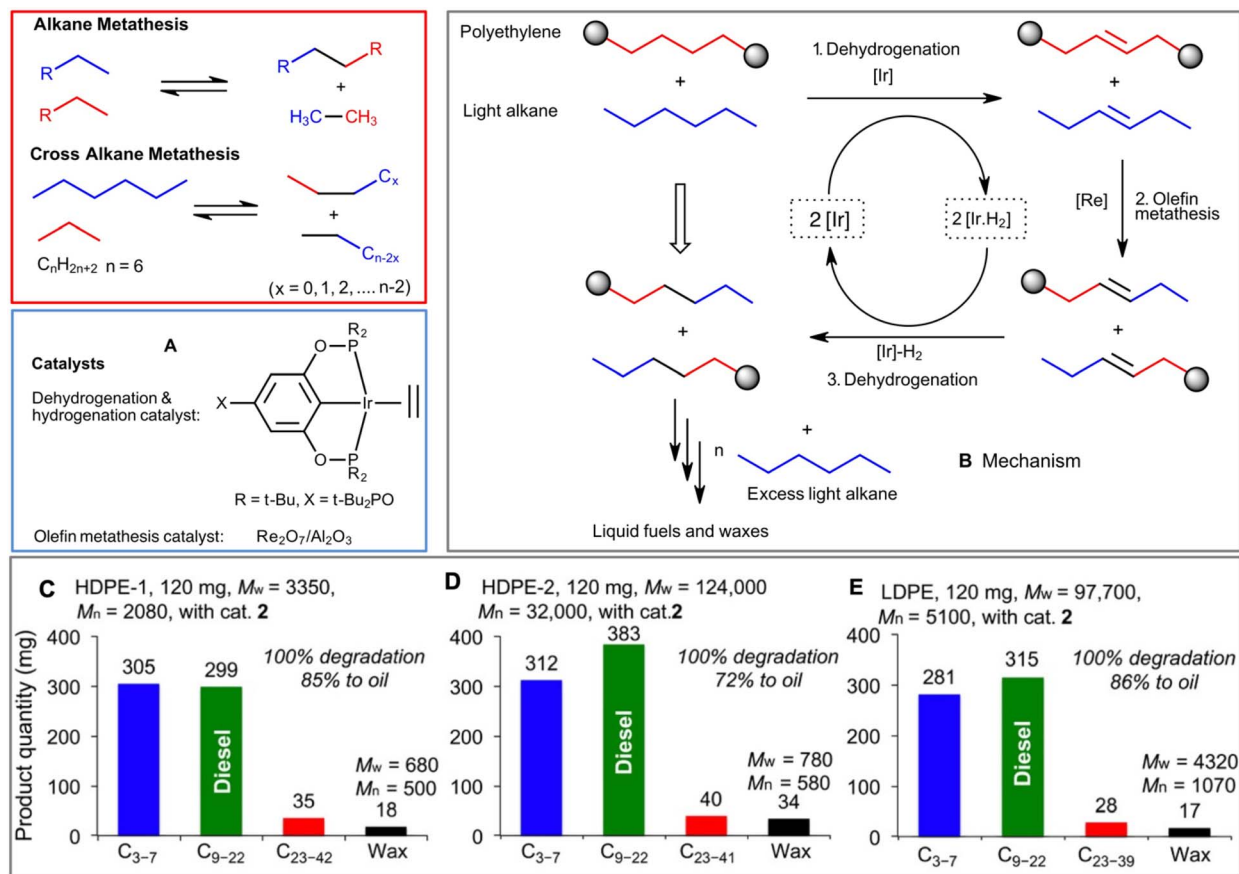 Alkane Metathesis
R
R
R
R
+
H₃C—CH₃
Cross Alkane Metathesis
Cₓ
+
Cₙ₋₂ₓ
CₙH₂ₙ₊₂ n = 6
(x = 0, 1, 2, .... n-2)
A
Catalysts
Dehydrogenation &
hydrogenation catalyst:
R₂
O—P
X
Ir
O—P
R₂
R = t-Bu, X = t-Bu₂PO
Olefin metathesis catalyst: Re₂O₇/Al₂O₃
Polyethylene
+
Light alkane
1. Dehydrogenation
[Ir]
+
2 [Ir]
2 [Ir.H₂]
[Re]
2. Olefin
metathesis
+
+
[Ir]-H₂
3. Dehydrogenation
n
+
Excess light alkane
B Mechanism
Liquid fuels and waxes
C HDPE-1, 120 mg, Mw = 3350,
Mn = 2080, with cat. 2
Product quantity (mg)
400
300
200
100
0
305
299
35
18
Diesel
100% degradation
85% to oil
Mw = 680
Mn = 500
C₃₋₇
C₉₋₂₂
C₂₃₋₄₂
Wax
D HDPE-2, 120 mg, Mw = 124,000
Mn = 32,000, with cat.2
400
300
200
100
0
312
383
40
34
Diesel
100% degradation
72% to oil
Mw = 780
Mn = 580
C₃₋₇
C₉₋₂₂
C₂₃₋₄₁
Wax
E LDPE, 120 mg, Mw = 97,700,
Mn = 5100, with cat. 2
400
300
200
100
0
281
315
28
17
Diesel
100% degradation
86% to oil
Mw = 4320
Mn = 1070
C₃₋₇
C₉₋₂₂
C₂₃₋₃₉
Wax